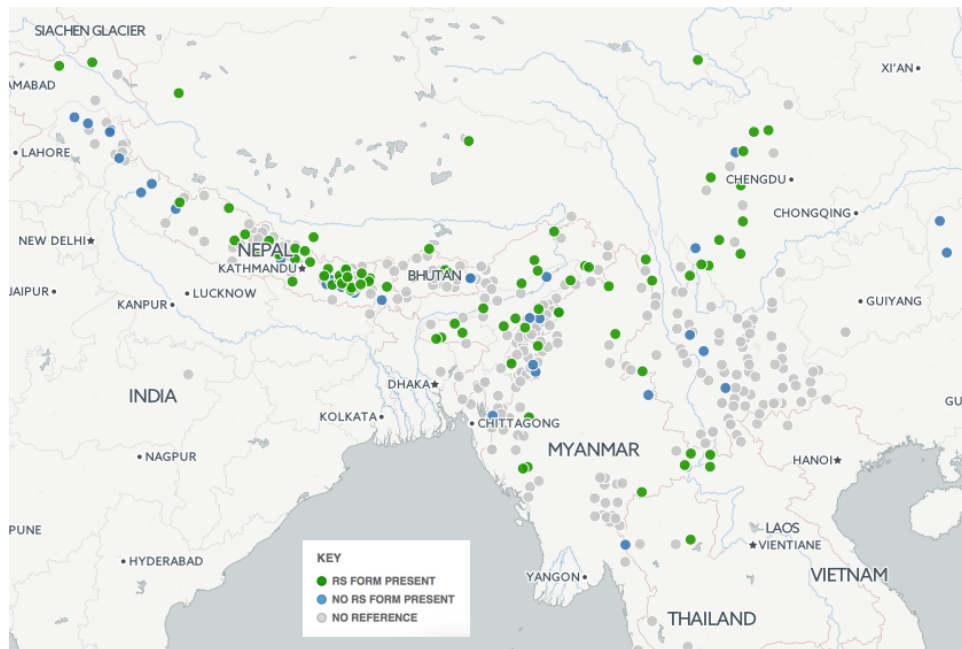 SIACHEN GLACIER
XI'AN
AMABAD
LAHORE
CHENGDU
CHONGQING
NEW DELHI
NEPAL
KATHMANDU
BHUTAN
JAIPUR
LUCKNOW
KANPUR
GUIYANG
DHAKA
INDIA
KOLKATA
CHITTAGONG
GU
MYANMAR
NAGPUR
HANOI
PUNE
LAOS
VIENTIANE
HYDERABAD
KEY
RS FORM PRESENT
NO RS FORM PRESENT
NO REFERENCE
YANGON
VIETNAM
THAILAND